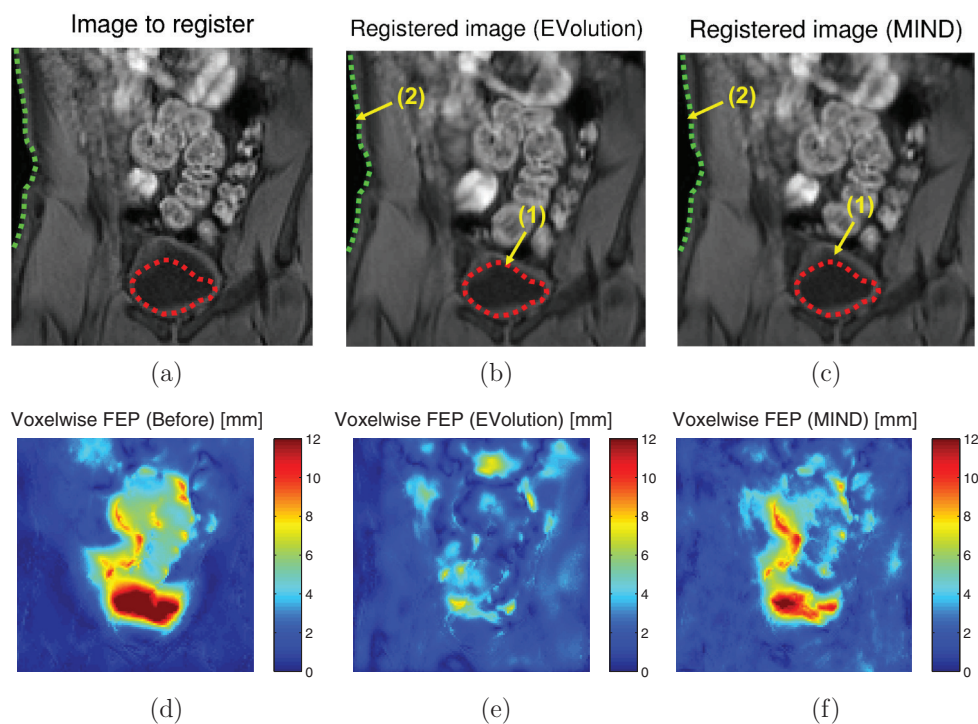 Image to register
Registered image (EVolution)
Registered image (MIND)
(2)
(1)
(2)
(1)
(a)
(b)
(c)
Voxelwise FEP (Before) [mm]
12
10
8
6
4
2
0
Voxelwise FEP (EVolution) [mm]
12
10
8
6
4
2
0
Voxelwise FEP (MIND) [mm]
12
10
8
6
4
2
0
(d)
(e)
(f)